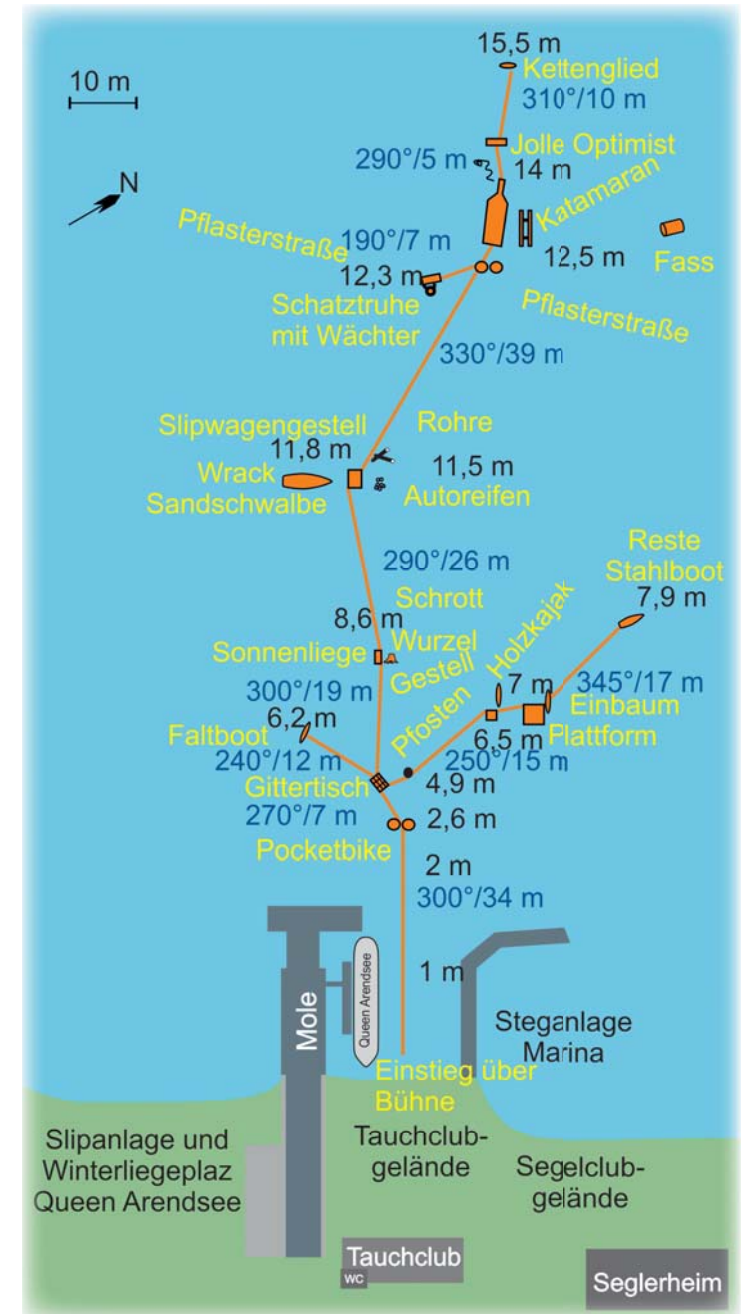 15,5 m
10 m
Kettenglied
310°/10 m
Jolle Optimist
290°/5 m
14 m
N
Katamaran
Pflasterstraße
190°/7 m
12,5 m
Fass
12,3 m
Schatztruhe
mit Wächter
Pflasterstraße
330°/39 m
Slipwagengestell
Rohre
11,8 m
11,5 m
Wrack
Sandschwalbe
Autoreifen
Reste
Stahlboot
290°/26 m
7,9 m
Schrott
Holzkajak
8,6 m
Wurzel
Sonnenliege
Gestell
300°/19 m
7 m
345°/17 m
6,2 m
Pfosten
Einbaum
Faltboot
6,5 m
Plattform
240°/12 m
250°/15 m
Gittertisch
4,9 m
270°/7 m
2,6 m
Pocketbike
2 m
300°/34 m
Queen Arendsee
1 m
Mole
Steganlage
Marina
Einstieg über
Bühne
Slipanlage und
Winterliegeplaz
Queen Arendsee
Tauchclub-
gelände
Segelclub-
gelände
Tauchclub
WC
Seglerheim